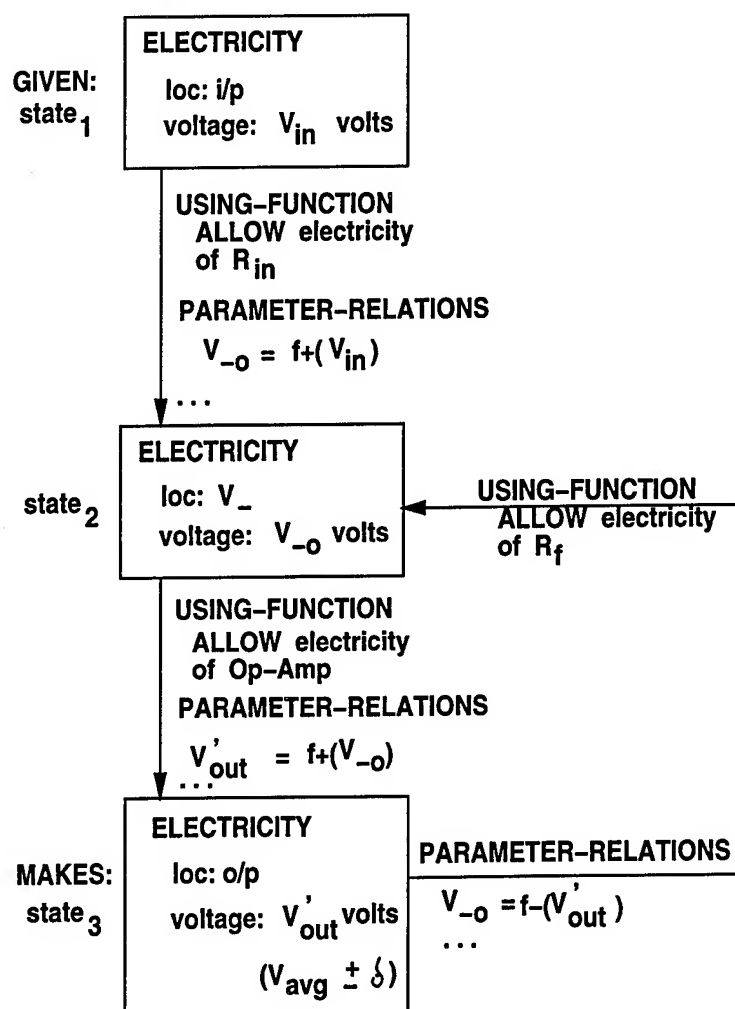 ELECTRICITY
GIVEN:
state1
loc: i/p
voltage: Vin volts
USING–FUNCTION
ALLOW electricity
of Rin
PARAMETER–RELATIONS
V–o = f+(Vin)
...
ELECTRICITY
state2
loc: V–
voltage: V–o volts
USING–FUNCTION
ALLOW electricity
of Rf
USING–FUNCTION
ALLOW electricity
of Op–Amp
PARAMETER–RELATIONS
V'out = f+(V–o)
...
ELECTRICITY
MAKES:
state3
loc: o/p
voltage: V'out volts
(Vavg ± δ)
PARAMETER–RELATIONS
V–o = f–(V'out)
...